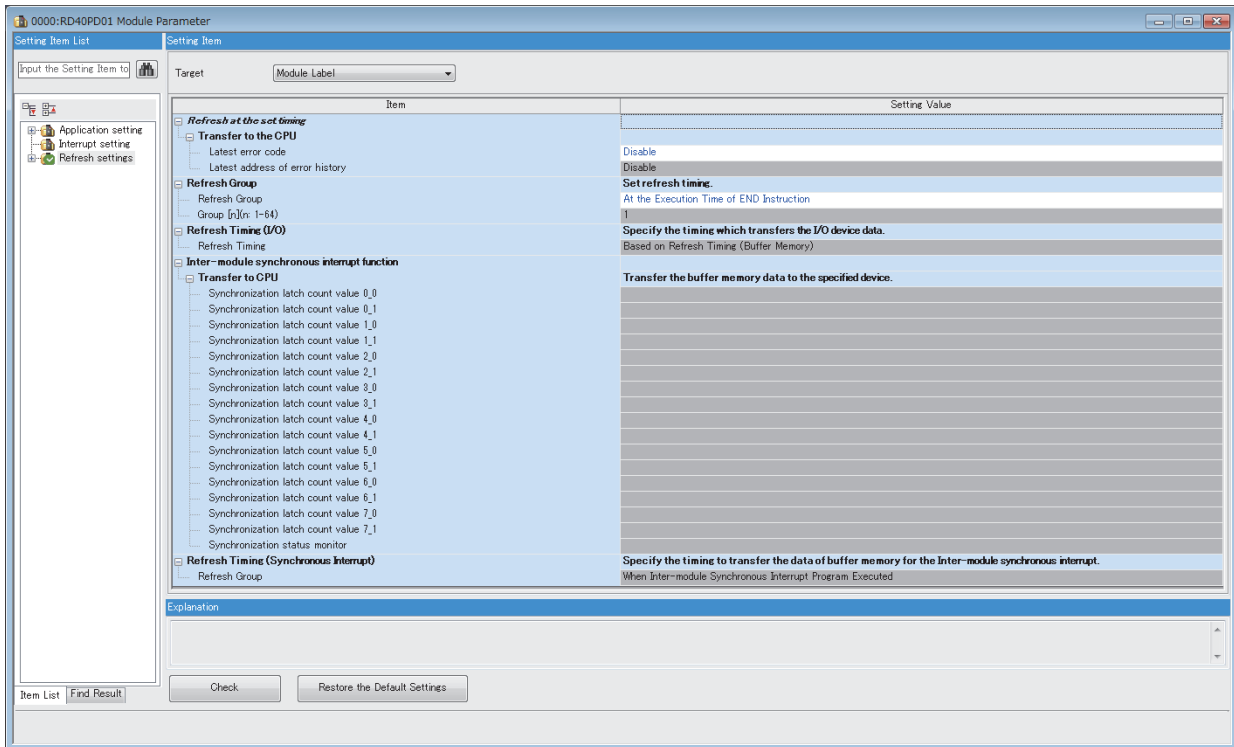 0000:RD40PD01 Module Parameter
Setting Item List
Setting Item
Input the Setting Item to
Target Module Label
Application setting
Interrupt setting
Refresh settings
Item Setting Value
Refresh at the set timing
Transfer to the CPU
Latest error code Disable
Latest address of error history Disable
Refresh Group Set refresh timing.
Refresh Group At the Execution Time of END Instruction
Group [n](n: 1-64) 1
Refresh Timing (I/O) Specify the timing which transfers the I/O device data.
Refresh Timing Based on Refresh Timing (Buffer Memory)
Inter-module synchronous interrupt function
Transfer to CPU Transfer the buffer memory data to the specified device.
Synchronization latch count value 0_0
Synchronization latch count value 0_1
Synchronization latch count value 1_0
Synchronization latch count value 1_1
Synchronization latch count value 2_0
Synchronization latch count value 2_1
Synchronization latch count value 3_0
Synchronization latch count value 3_1
Synchronization latch count value 4_0
Synchronization latch count value 4_1
Synchronization latch count value 5_0
Synchronization latch count value 5_1
Synchronization latch count value 6_0
Synchronization latch count value 6_1
Synchronization latch count value 7_0
Synchronization latch count value 7_1
Synchronization status monitor
Refresh Timing (Synchronous Interrupt) Specify the timing to transfer the data of buffer memory for the Inter-module synchronous interrupt.
Refresh Group When Inter-module Synchronous Interrupt Program Executed
Explanation
Item List Find Result
Check Restore the Default Settings